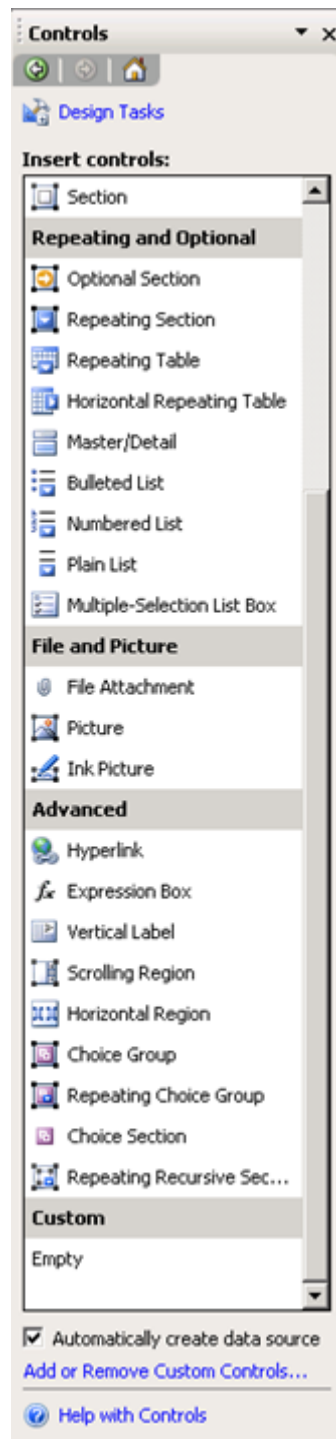 Controls
Design Tasks
Insert controls:
Section
Repeating and Optional
Optional Section
Repeating Section
Repeating Table
Horizontal Repeating Table
Master/Detail
Bulleted List
Numbered List
Plain List
Multiple-Selection List Box
File and Picture
File Attachment
Picture
Ink Picture
Advanced
Hyperlink
fx Expression Box
Vertical Label
Scrolling Region
Horizontal Region
Choice Group
Repeating Choice Group
Choice Section
Repeating Recursive Sec...
Custom
Empty
Automatically create data source
Add or Remove Custom Controls...
Help with Controls